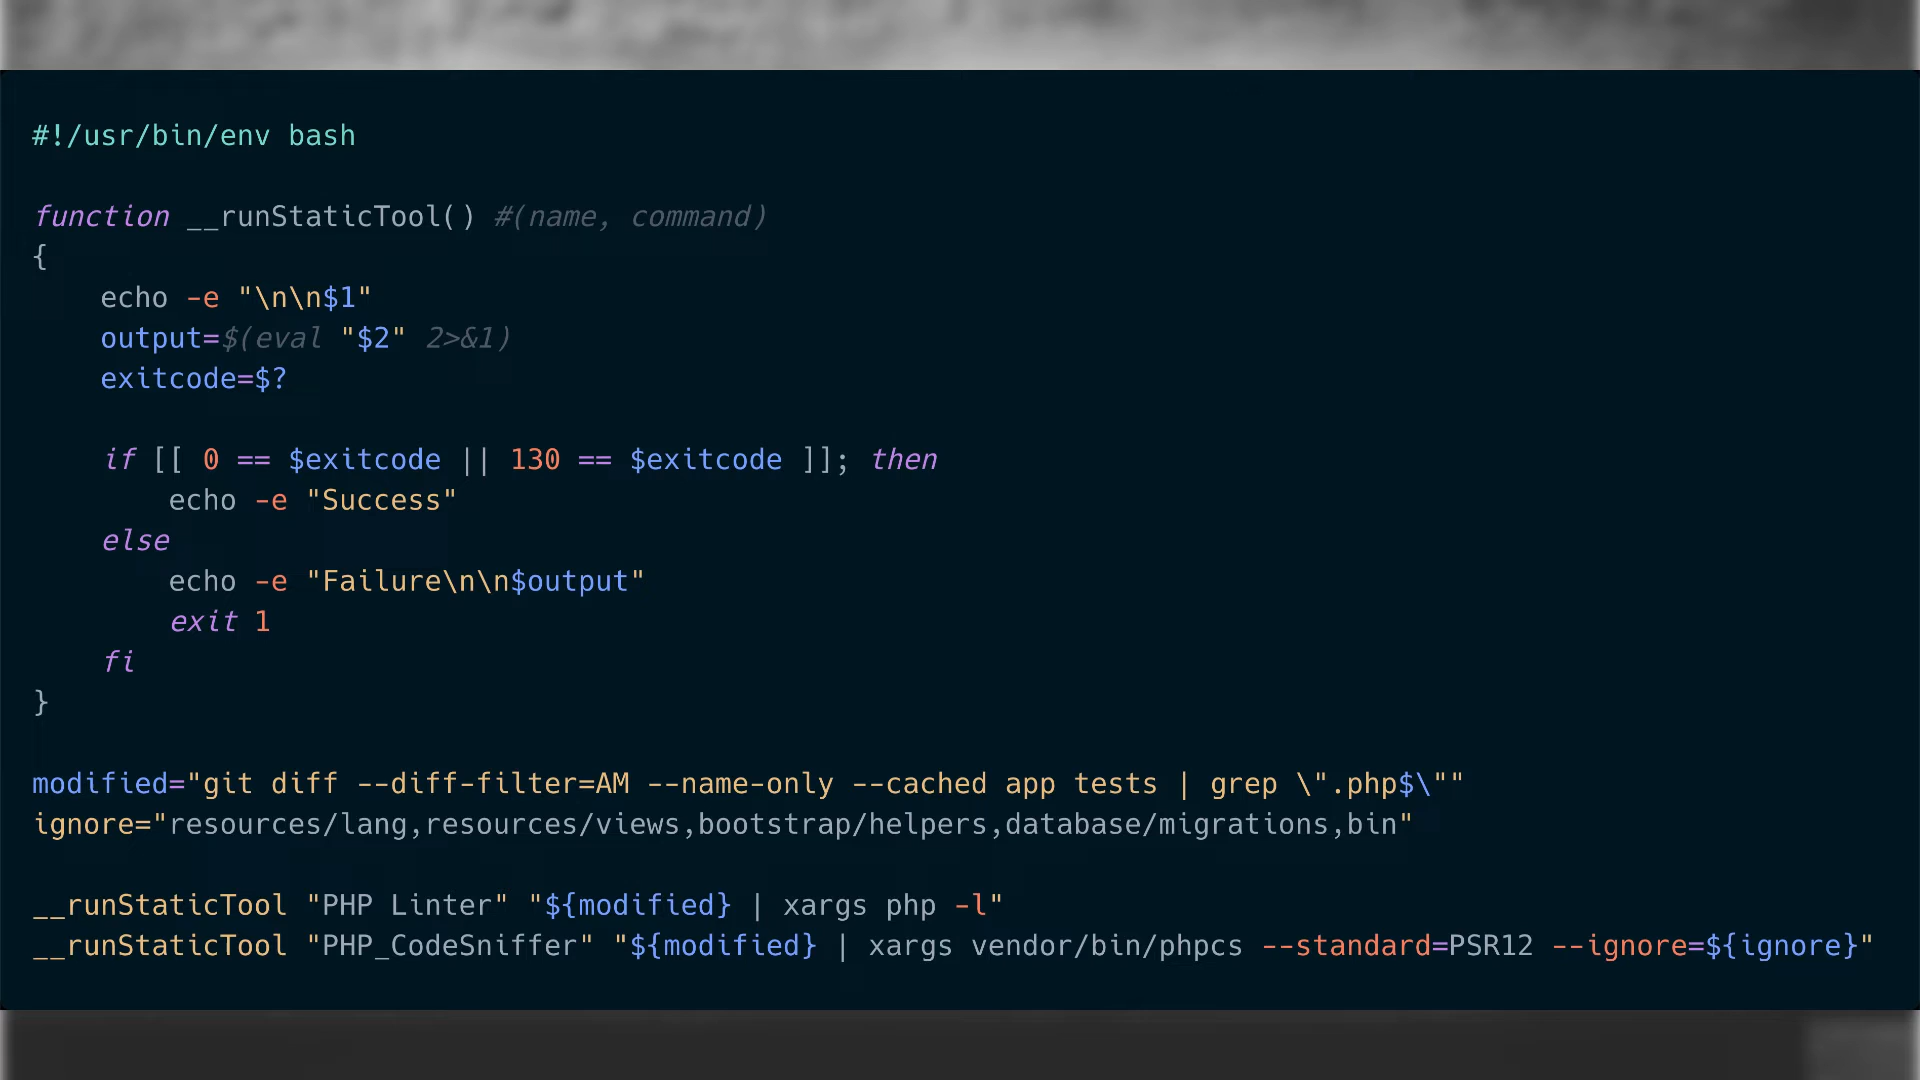 #!/usr/bin/env bash
function __runStaticTool() #(name, command)
{
    echo -e "\n\n$1"
    output=$(eval "$2" 2>&1)
    exitcode=$?
    if [[ 0 == $exitcode || 130 == $exitcode ]]; then
        echo -e "Success"
    else
        echo -e "Failure\n\n$output"
        exit 1
    fi
}
modified="git diff --diff-filter=AM --name-only --cached app tests | grep \".php$\""
ignore="resources/lang,resources/views,bootstrap/helpers,database/migrations,bin"
__runStaticTool "PHP Linter" "${modified} | xargs php -l"
__runStaticTool "PHP_CodeSniffer" "${modified} | xargs vendor/bin/phpcs --standard=PSR12 --ignore=${ignore}"